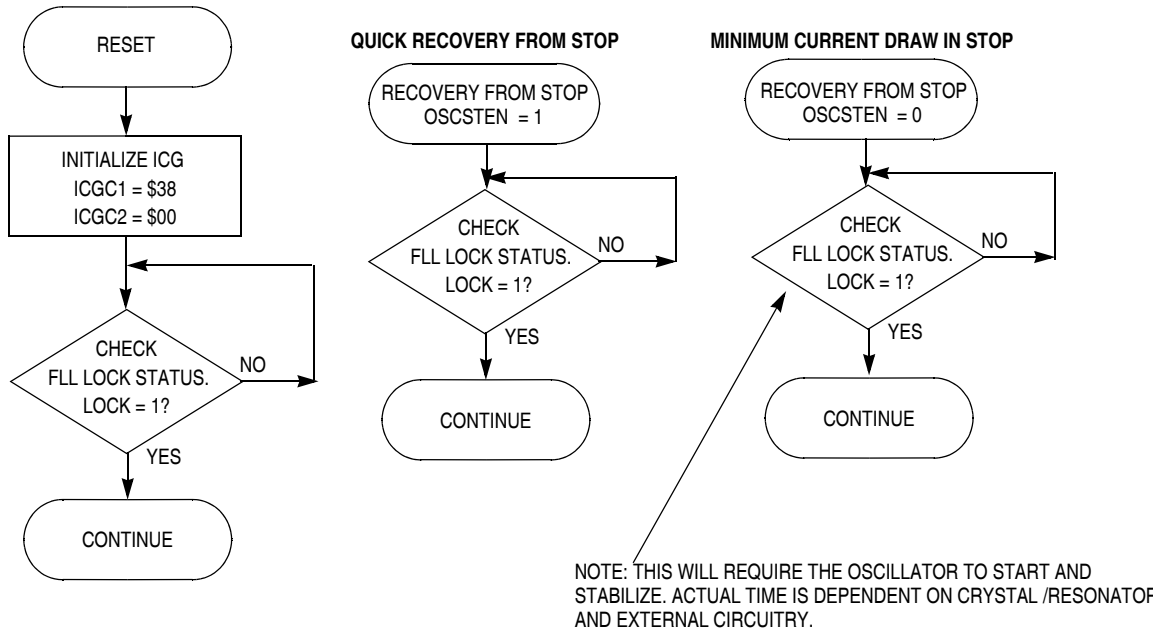 RESET
INITIALIZE ICG
ICGC1 = $38
ICGC2 = $00
CHECK
FLL LOCK STATUS.
LOCK = 1?
NO
YES
CONTINUE
QUICK RECOVERY FROM STOP
RECOVERY FROM STOP
OSCSTEN = 1
CHECK
FLL LOCK STATUS.
LOCK = 1?
NO
YES
CONTINUE
MINIMUM CURRENT DRAW IN STOP
RECOVERY FROM STOP
OSCSTEN = 0
CHECK
FLL LOCK STATUS.
LOCK = 1?
NO
YES
CONTINUE
NOTE: THIS WILL REQUIRE THE OSCILLATOR TO START AND
STABILIZE. ACTUAL TIME IS DEPENDENT ON CRYSTAL /RESONATOR
AND EXTERNAL CIRCUITRY.